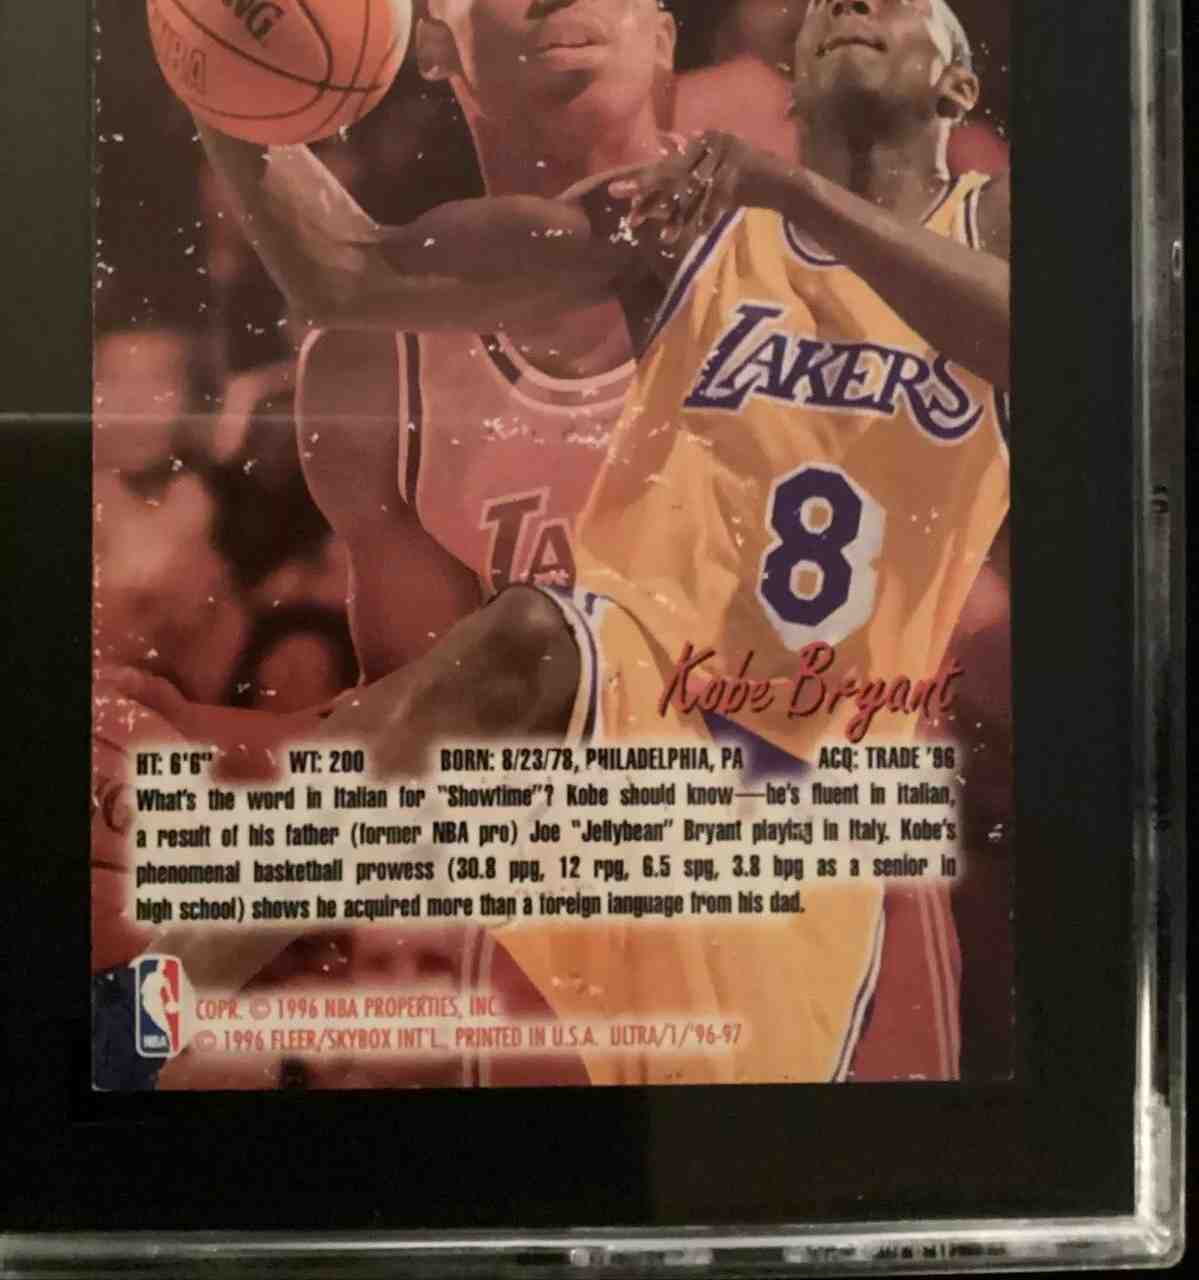 NG
NBA
LAKERS
8
LA
Kobe Bryant
HT: 6'6" WT: 200 BORN: 8/23/78, PHILADELPHIA, PA ACQ: TRADE '96
What's the word in Italian for "Showtime"? Kobe should know—he's fluent in Italian,
a result of his father (former NBA pro) Joe "Jellybean" Bryant playing in Italy. Kobe's
phenomenal basketball prowess (30.8 ppg, 12 rpg, 6.5 spg, 3.8 bpg as a senior in
high school) shows he acquired more than a foreign language from his dad.
NBA
COPR. © 1996 NBA PROPERTIES, INC.
© 1996 FLEER/SKYBOX INT'L. PRINTED IN U.S.A. ULTRA/1/'96-97